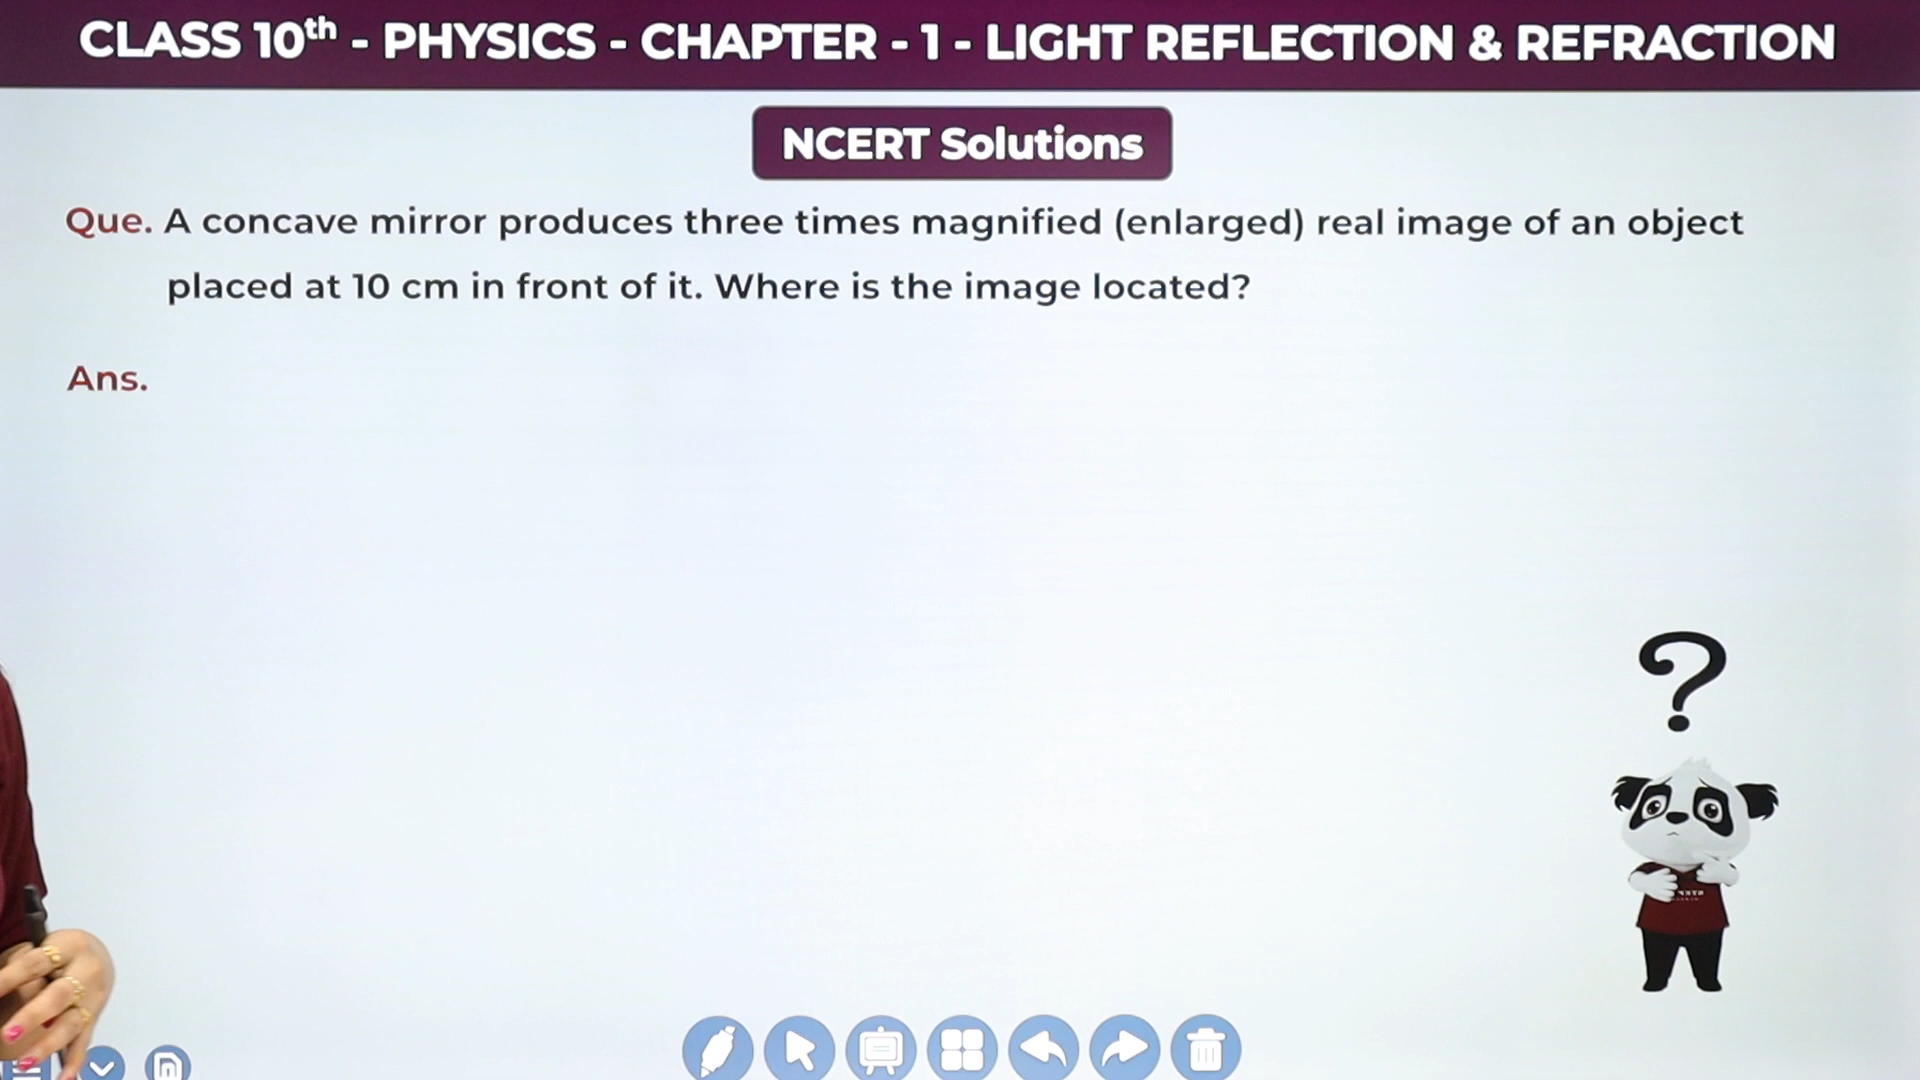 CLASS 10th - PHYSICS - CHAPTER - 1 - LIGHT REFLECTION & REFRACTION
NCERT Solutions
Que. A concave mirror produces three times magnified (enlarged) real image of an object
placed at 10 cm in front of it. Where is the image located?
Ans.
?